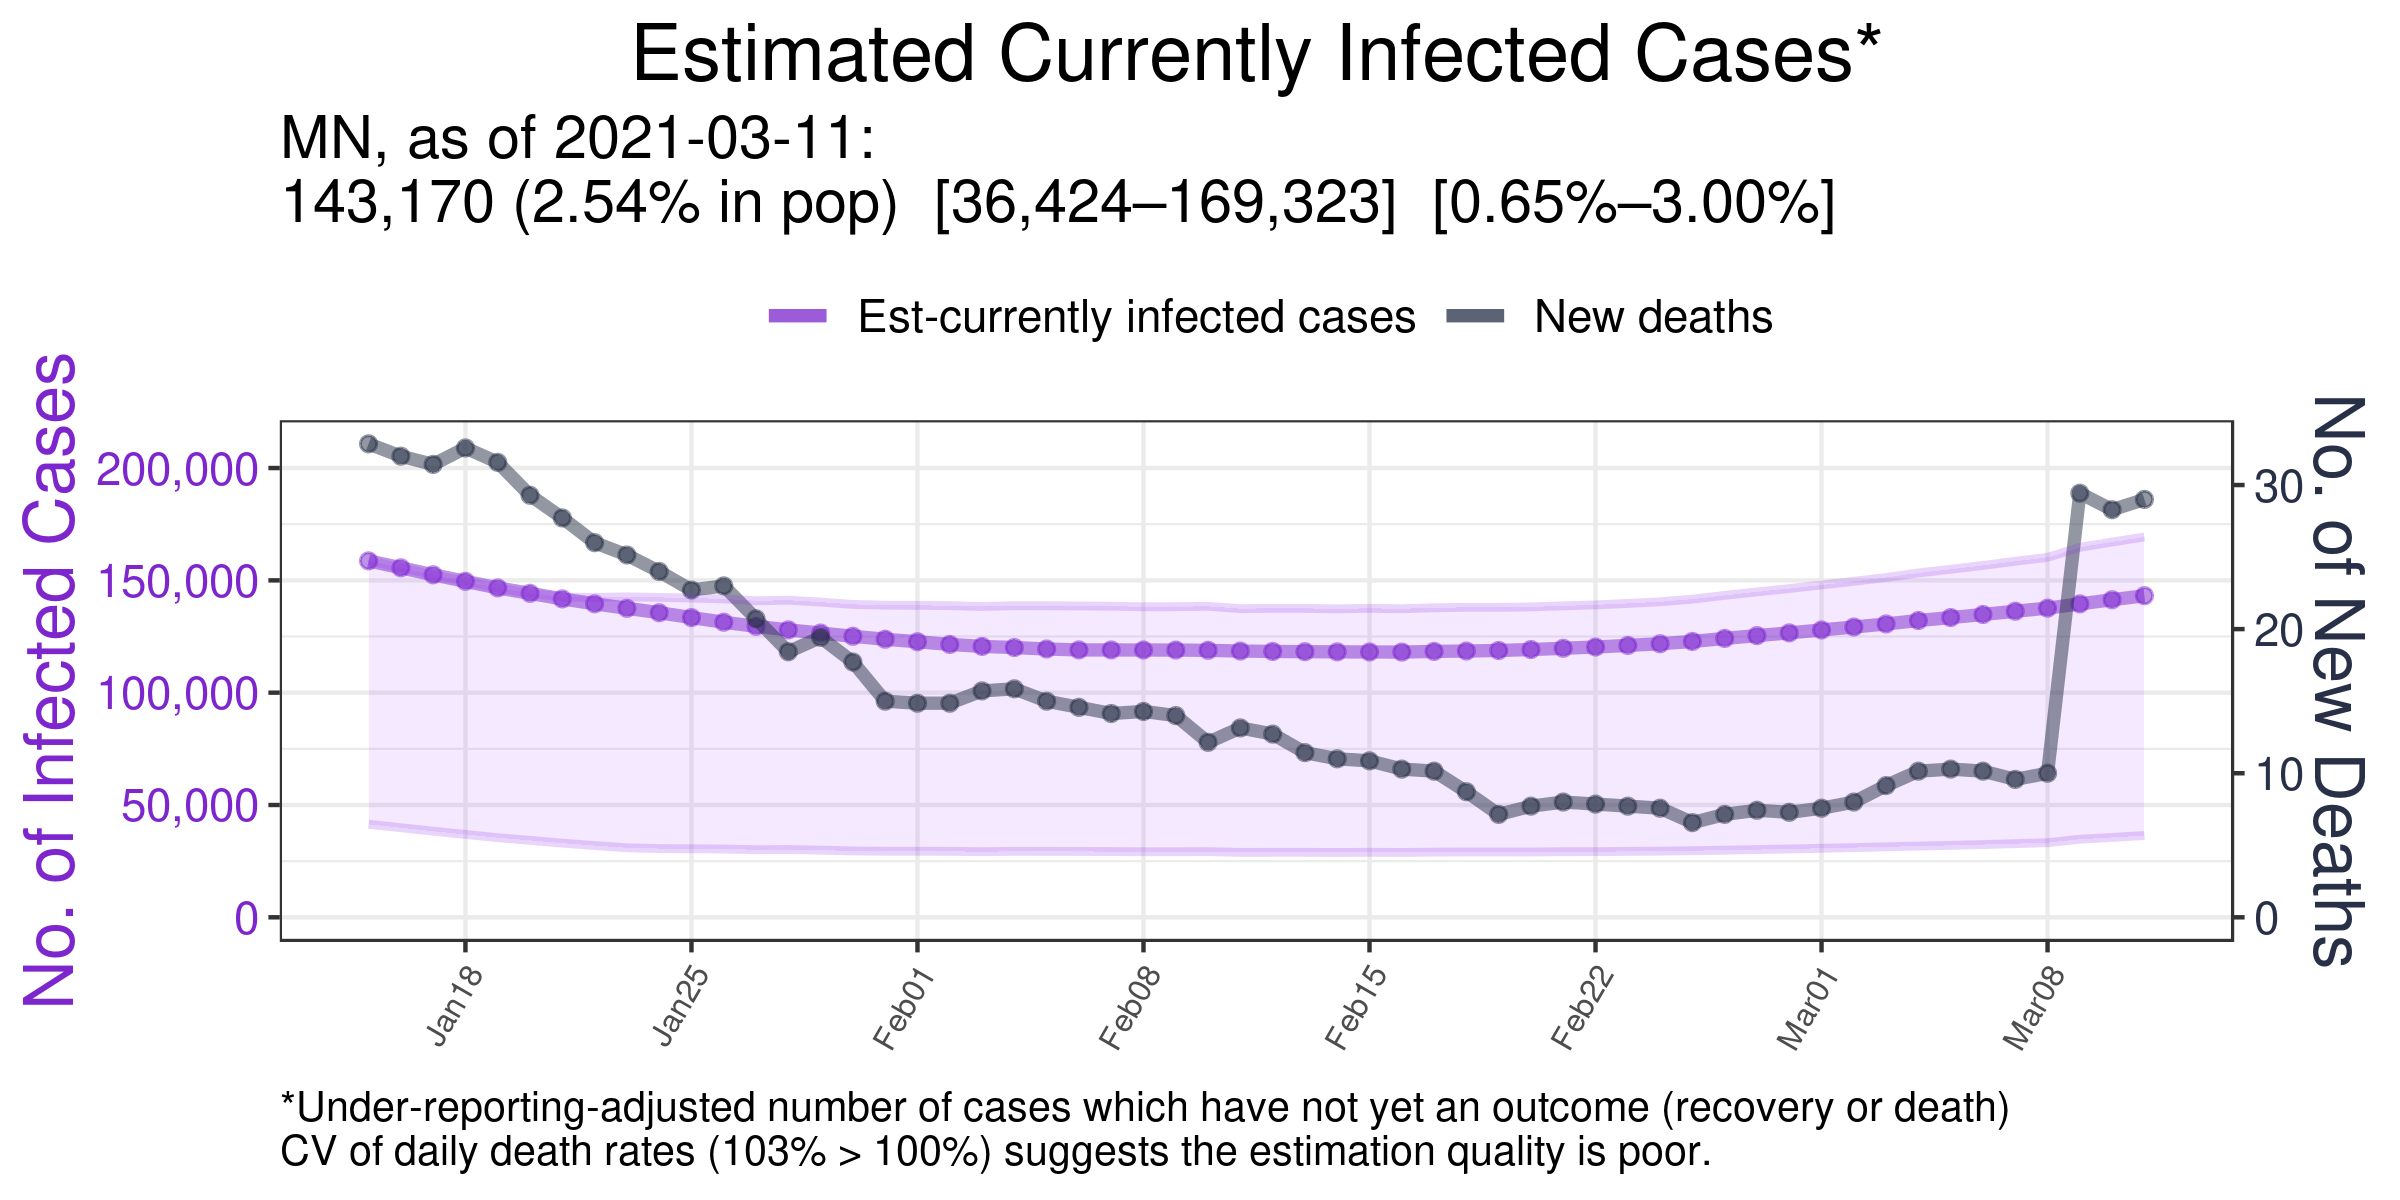 Estimated Currently Infected Cases*
MN, as of 2021-03-11:
143,170 (2.54% in pop) [36,424–169,323] [0.65%–3.00%]
Est-currently infected cases New deaths
No. of Infected Cases
200,000
150,000
100,000
50,000
0
30
20
10
0
No. of New Deaths
Jan18 Jan25 Feb01 Feb08 Feb15 Feb22 Mar01 Mar08
*Under-reporting-adjusted number of cases which have not yet an outcome (recovery or death)
CV of daily death rates (103% > 100%) suggests the estimation quality is poor.